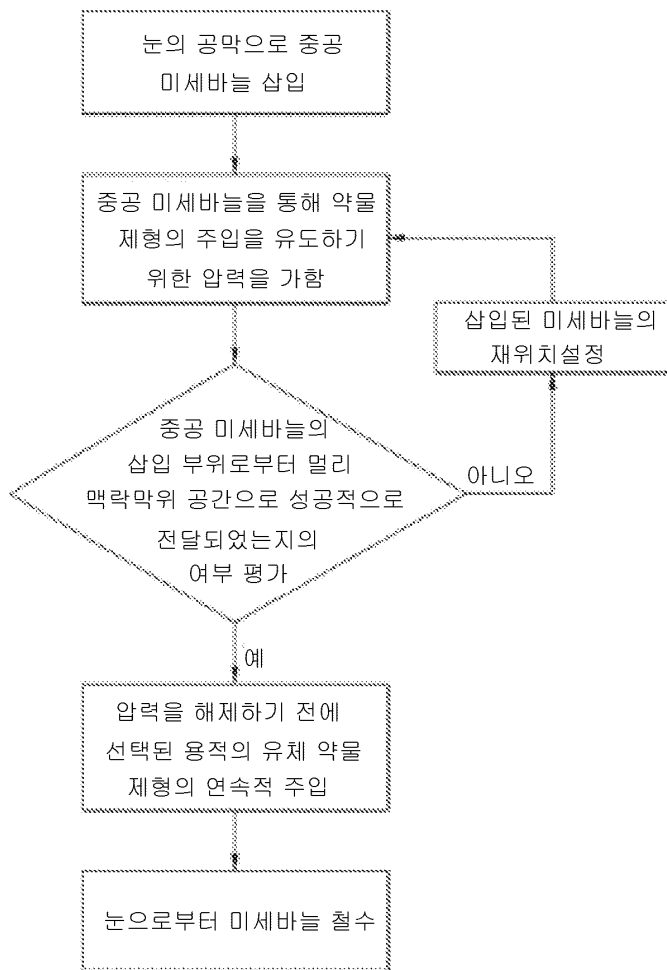 눈의 공막으로 중공
미세바늘 삽입
중공 미세바늘을 통해 약물
제형의 주입을 유도하기
위한 압력을 가함
삽입된 미세바늘의
재위치설정
중공 미세바늘의
삽입 부위로부터 멀리
맥락막위 공간으로 성공적으로
전달되었는지의
여부 평가
아니오
예
압력을 해제하기 전에
선택된 용적의 유체 약물
제형의 연속적 주입
눈으로부터 미세바늘 철수